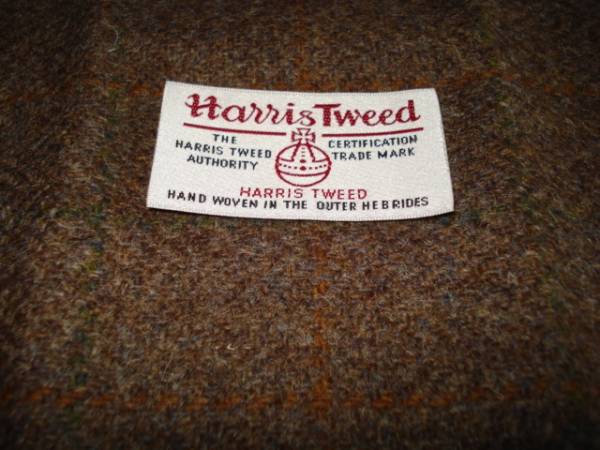 Harris Tweed
THE
HARRIS TWEED
AUTHORITY
CERTIFICATION
TRADE MARK
HARRIS TWEED
HAND WOVEN IN THE OUTER HEBRIDES